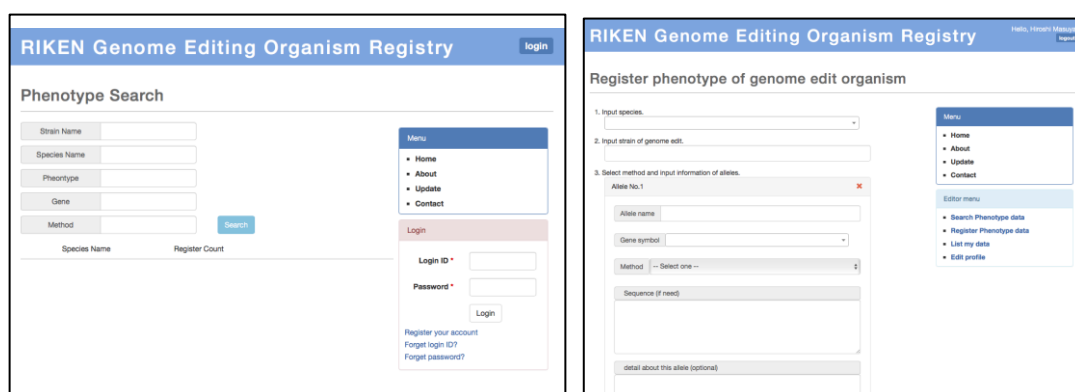 RIKEN Genome Editing Organism Registry
login
Phenotype Search
Strain Name
Species Name
Pheontype
Gene
Method
Search
Species Name Register Count
Menu
Home
About
Update
Contact
Login
Login ID *
Password *
Login
Register your account
Forget login ID?
Forget password?
RIKEN Genome Editing Organism Registry
Hello, Hiroshi
logout
Register phenotype of genome edit organism
1. Input species.
2. Input strain of genome edit.
3. Select method and input information of alleles.
Allele No.1
Allele name
Gene symbol
Method -- Select one --
Sequence (if need)
detail about this allele (optional)
Menu
Home
About
Update
Contact
Editor menu
Search Phenotype data
Register Phenotype data
List my data
Edit profile